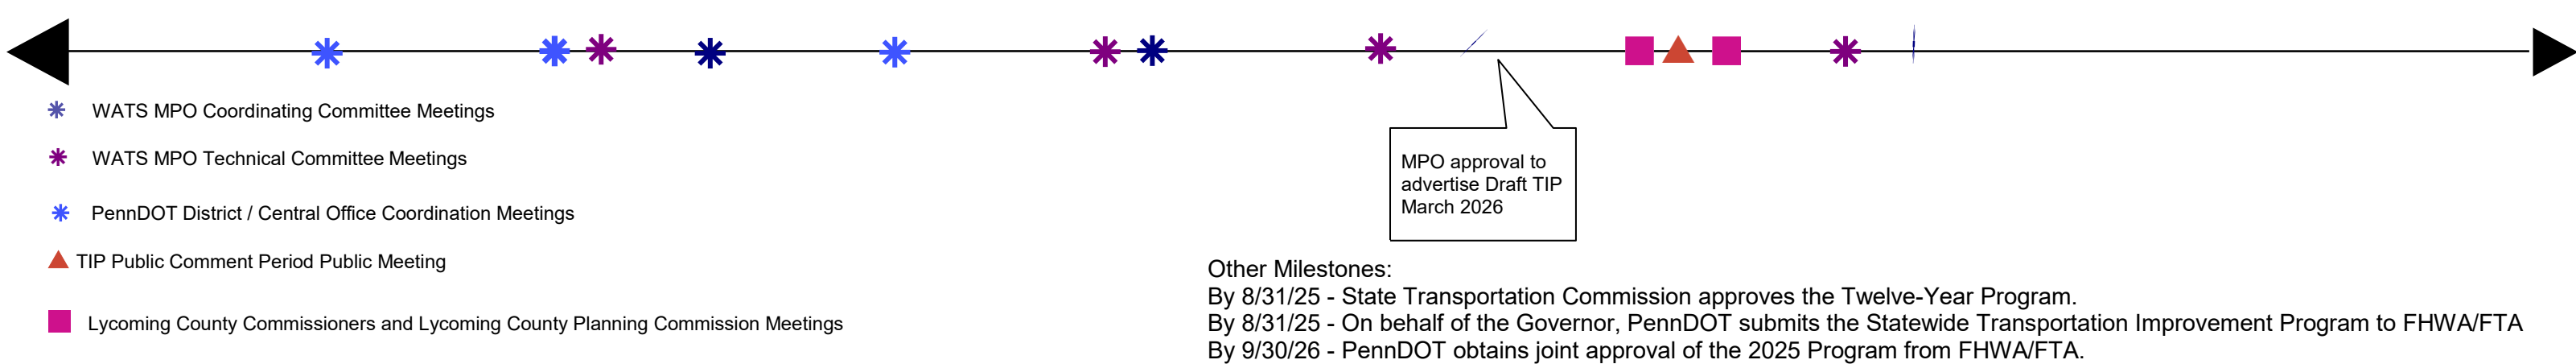 WATS MPO Coordinating Committee Meetings
WATS MPO Technical Committee Meetings
PennDOT District / Central Office Coordination Meetings
TIP Public Comment Period Public Meeting
Lycoming County Commissioners and Lycoming County Planning Commission Meetings
MPO approval to
advertise Draft TIP
March 2026
Other Milestones:
By 8/31/25 - State Transportation Commission approves the Twelve-Year Program.
By 8/31/25 - On behalf of the Governor, PennDOT submits the Statewide Transportation Improvement Program to FHWA/FTA
By 9/30/26 - PennDOT obtains joint approval of the 2025 Program from FHWA/FTA.